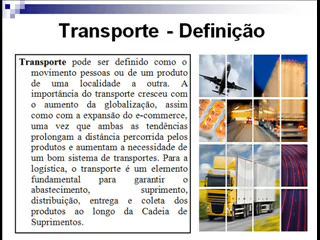 Transporte - Definição
Transporte pode ser definido como o
movimento pessoas ou de um produto
de uma localidade a outra. A
importância do transporte cresceu com
o aumento da globalização, assim
como com a expansão do e-commerce,
uma vez que ambas as tendências
prolongam a distância percorrida pelos
produtos e aumentam a necessidade de
um bom sistema de transportes. Para a
logística, o transporte é um elemento
fundamental para garantir o
abastecimento, suprimento,
distribuição, entrega e coleta dos
produtos ao longo da Cadeia de
Suprimentos.